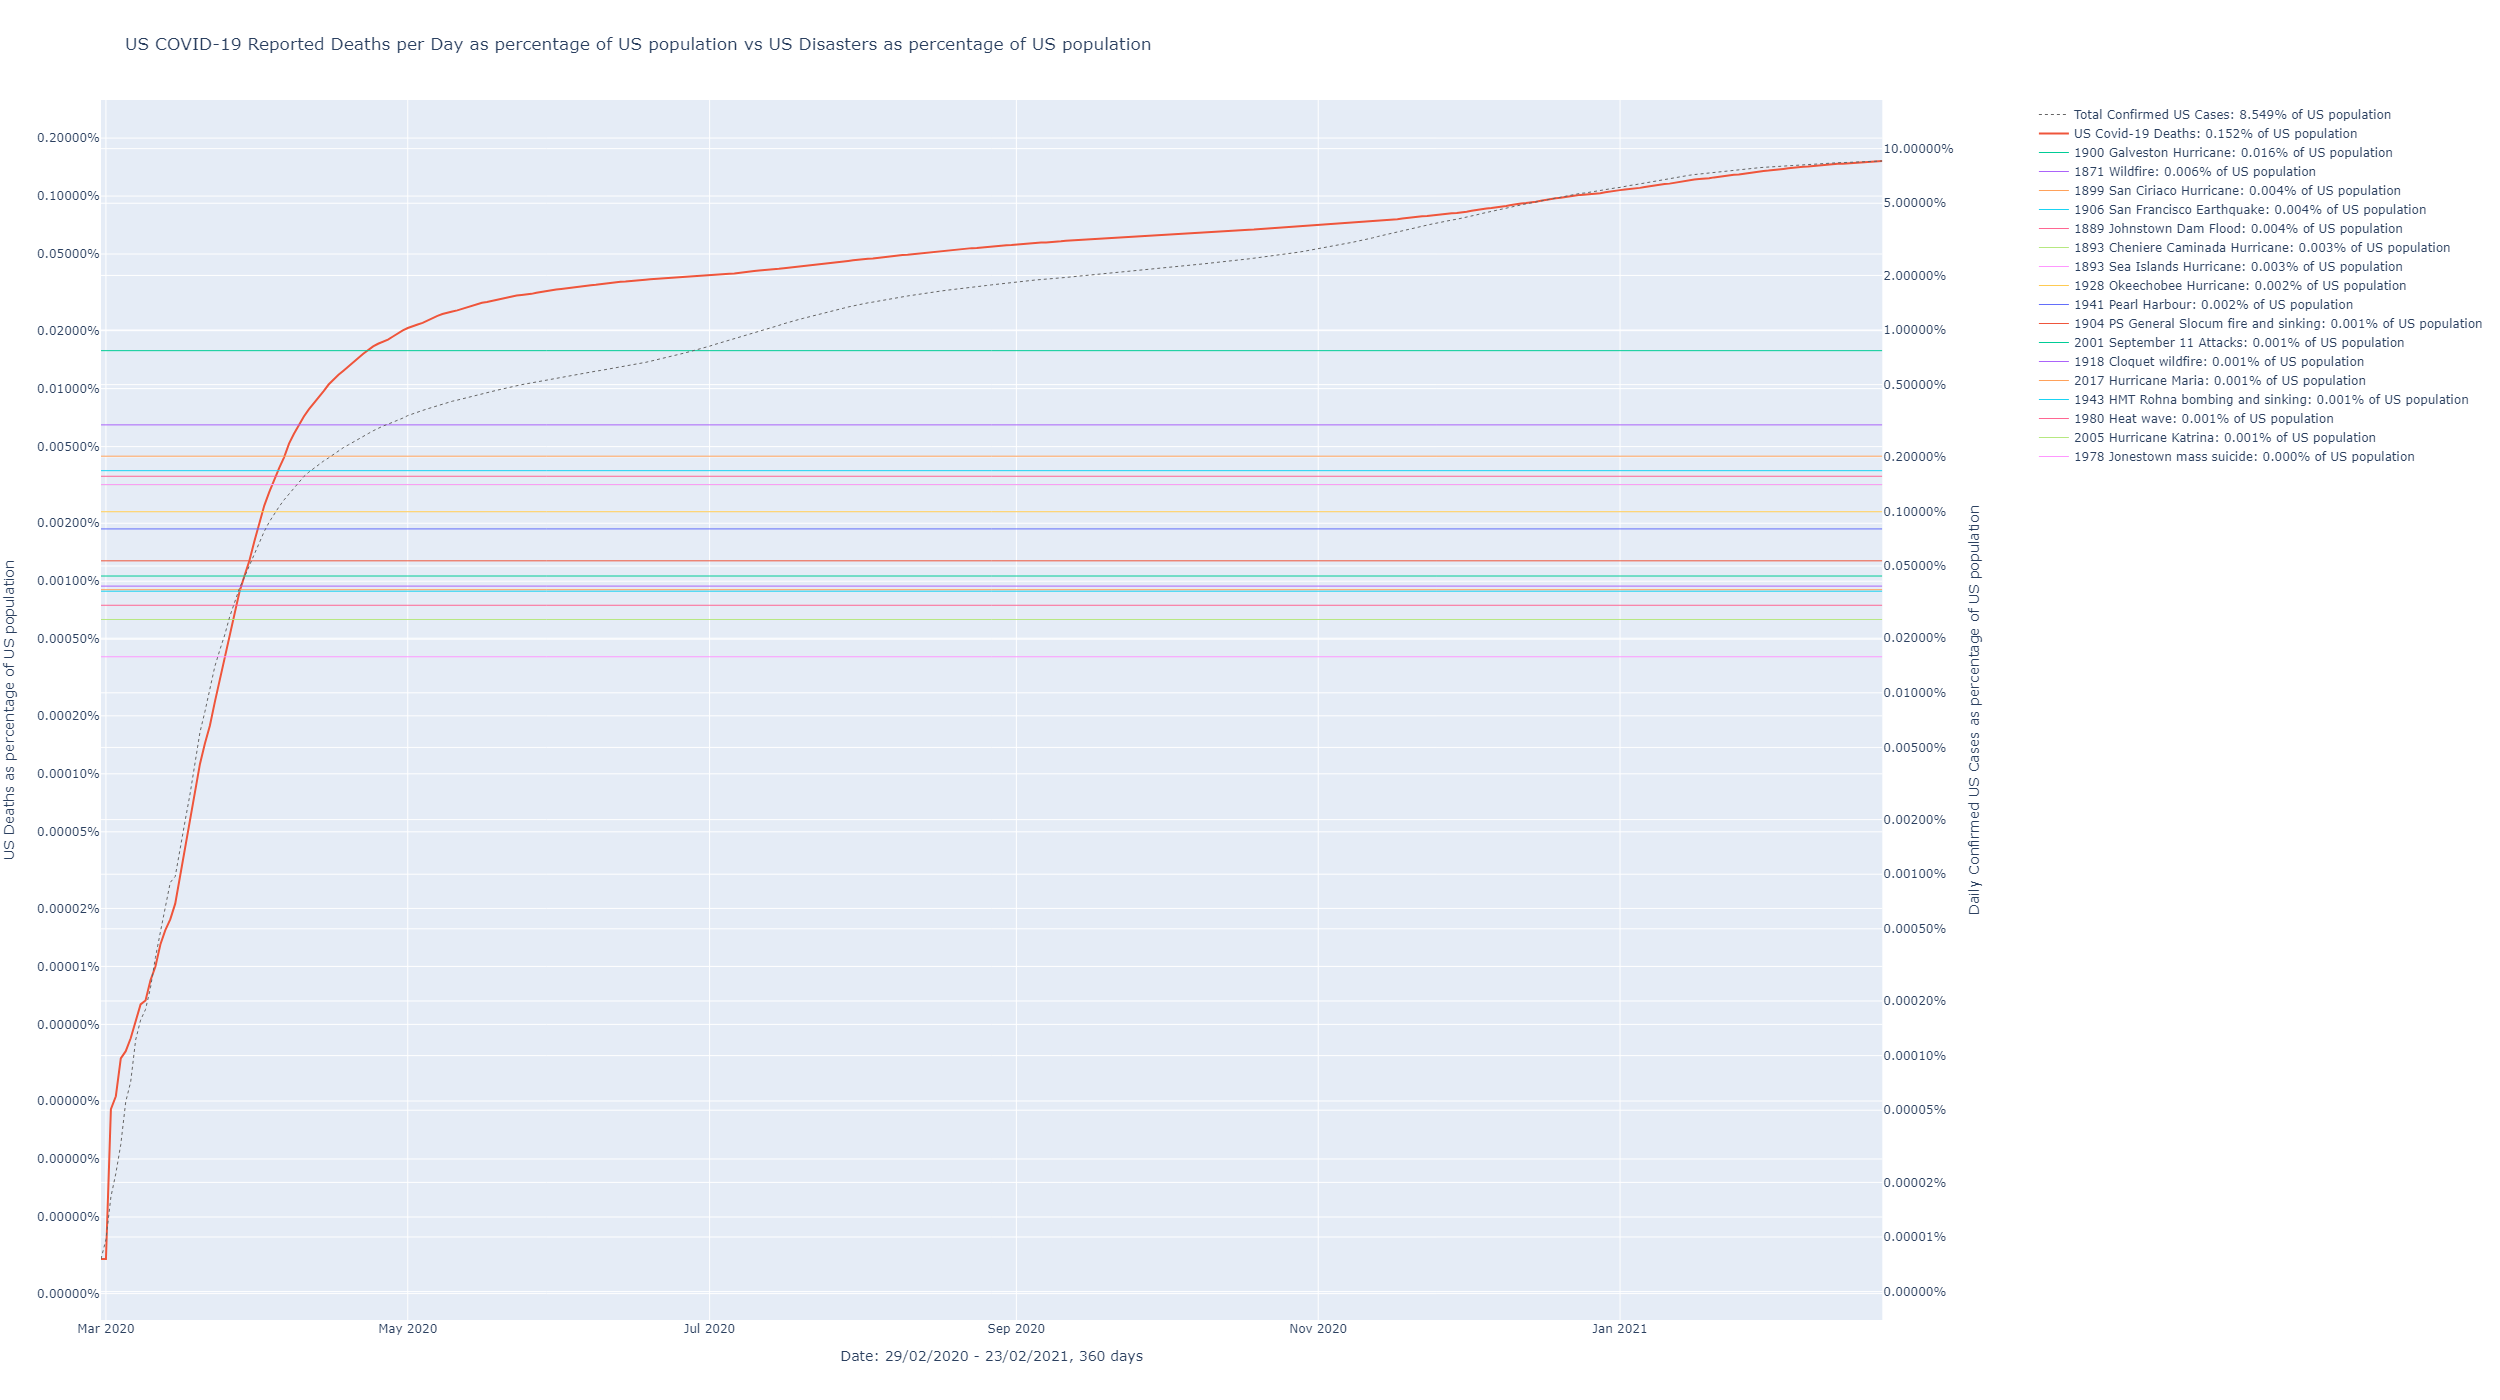 US COVID-19 Reported Deaths per Day as percentage of US population vs US Disasters as percentage of US population
US Deaths as percentage of US population
0.20000%
0.10000%
0.05000%
0.02000%
0.01000%
0.00500%
0.00200%
0.00100%
0.00050%
0.00020%
0.00010%
0.00005%
0.00002%
0.00001%
0.00000%
0.00000%
0.00000%
0.00000%
0.00000%
10.00000%
5.00000%
2.00000%
1.00000%
0.50000%
0.20000%
0.10000%
0.05000%
0.02000%
0.01000%
0.00500%
0.00200%
0.00100%
0.00050%
0.00020%
0.00010%
0.00005%
0.00002%
0.00001%
0.00000%
Daily Confirmed US Cases as percentage of US population
Mar 2020
May 2020
Jul 2020
Sep 2020
Nov 2020
Jan 2021
Date: 29/02/2020 - 23/02/2021, 360 days
Total Confirmed US Cases: 8.549% of US population
US Covid-19 Deaths: 0.152% of US population
1900 Galveston Hurricane: 0.016% of US population
1871 Wildfire: 0.006% of US population
1899 San Ciriaco Hurricane: 0.004% of US population
1906 San Francisco Earthquake: 0.004% of US population
1889 Johnstown Dam Flood: 0.004% of US population
1893 Cheniere Caminada Hurricane: 0.003% of US population
1893 Sea Islands Hurricane: 0.003% of US population
1928 Okeechobee Hurricane: 0.002% of US population
1941 Pearl Harbour: 0.002% of US population
1904 PS General Slocum fire and sinking: 0.001% of US population
2001 September 11 Attacks: 0.001% of US population
1918 Cloquet wildfire: 0.001% of US population
2017 Hurricane Maria: 0.001% of US population
1943 HMT Rohna bombing and sinking: 0.001% of US population
1980 Heat wave: 0.001% of US population
2005 Hurricane Katrina: 0.001% of US population
1978 Jonestown mass suicide: 0.000% of US population